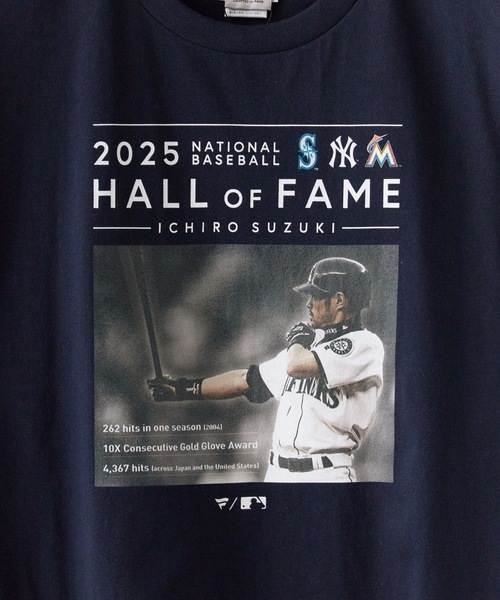 2025 NATIONAL BASEBALL S NY M
HALL OF FAME
ICHIRO SUZUKI
262 hits in one season (2004)
10X Consecutive Gold Glove Award
4,367 hits (across Japan and the United States)